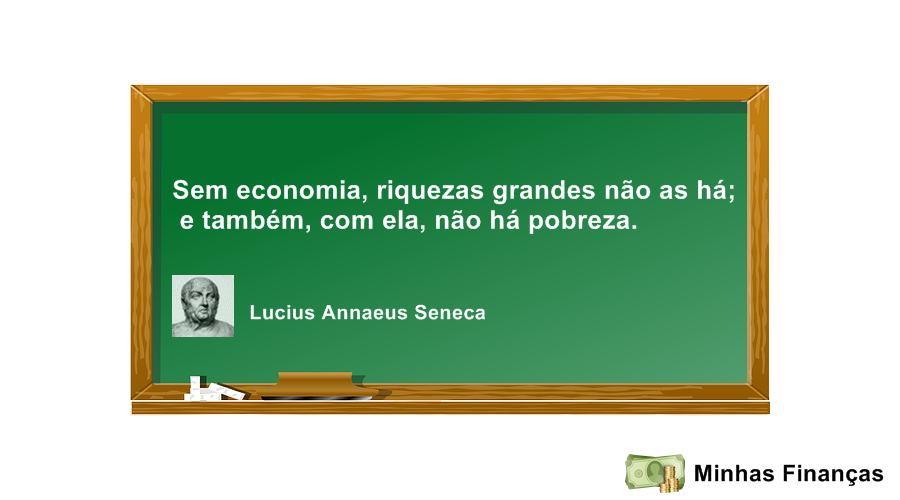 Sem economia, riquezas grandes não as há;
e também, com ela, não há pobreza.
Lucius Annaeus Seneca
Minhas Finanças